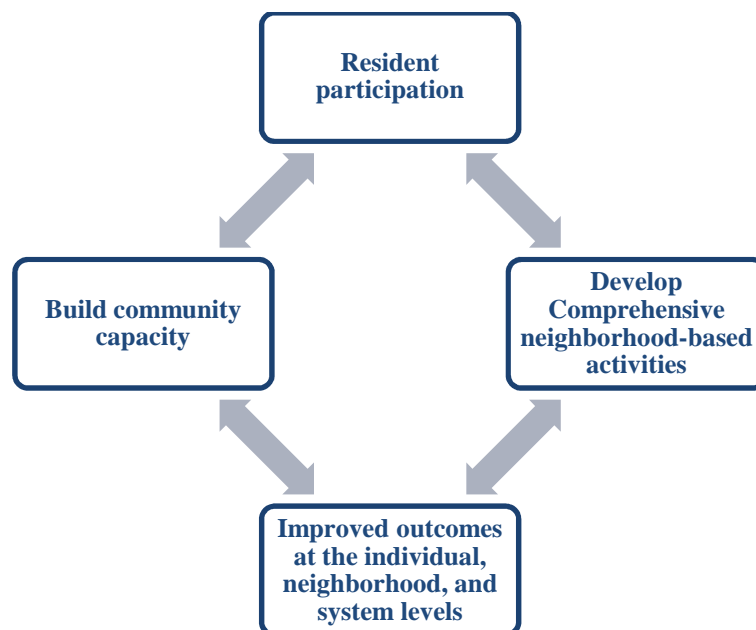 Resident
participation
Build community
capacity
Develop
Comprehensive
neighborhood-based
activities
Improved outcomes
at the individual,
neighborhood, and
system levels